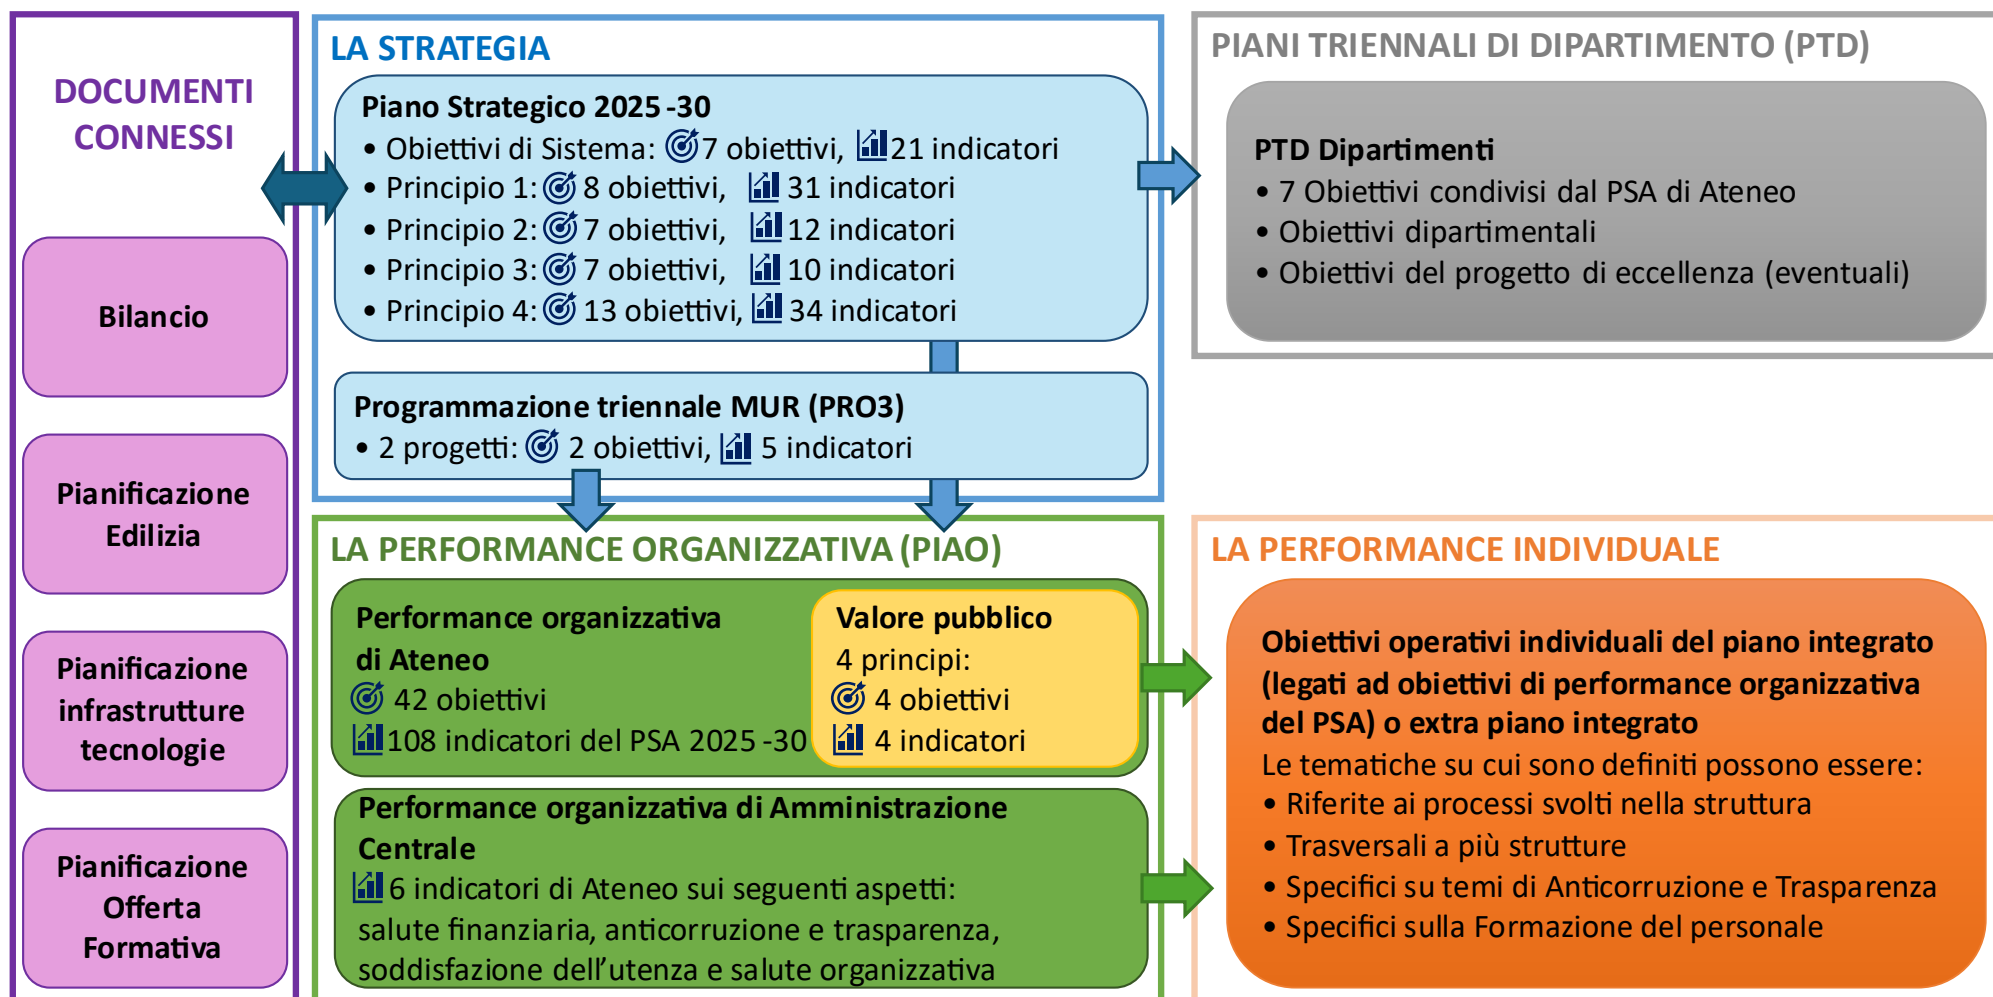 DOCUMENTI
CONNESSI
Bilancio
Pianificazione
Edilizia
Pianificazione
infrastrutture
tecnologie
Pianificazione
Offerta
Formativa
LA STRATEGIA
Piano Strategico 2025-30
• Obiettivi di Sistema: 7 obiettivi, 21 indicatori
• Principio 1: 8 obiettivi, 31 indicatori
• Principio 2: 7 obiettivi, 12 indicatori
• Principio 3: 7 obiettivi, 10 indicatori
• Principio 4: 13 obiettivi, 34 indicatori
Programmazione triennale MUR (PRO3)
• 2 progetti: 2 obiettivi, 5 indicatori
PIANI TRIENNALI DI DIPARTIMENTO (PTD)
PTD Dipartimenti
• 7 Obiettivi condivisi dal PSA di Ateneo
• Obiettivi dipartimentali
• Obiettivi del progetto di eccellenza (eventuali)
LA PERFORMANCE ORGANIZZATIVA (PIAO)
Performance organizzativa
di Ateneo
42 obiettivi
108 indicatori del PSA 2025-30
Valore pubblico
4 principi:
4 obiettivi
4 indicatori
Performance organizzativa di Amministrazione
Centrale
6 indicatori di Ateneo sui seguenti aspetti:
salute finanziaria, anticorruzione e trasparenza,
soddisfazione dell'utenza e salute organizzativa
LA PERFORMANCE INDIVIDUALE
Obiettivi operativi individuali del piano integrato
(legati ad obiettivi di performance organizzativa
del PSA) o extra piano integrato
Le tematiche su cui sono definiti possono essere:
• Riferite ai processi svolti nella struttura
• Trasversali a più strutture
• Specifici su temi di Anticorruzione e Trasparenza
• Specifici sulla Formazione del personale